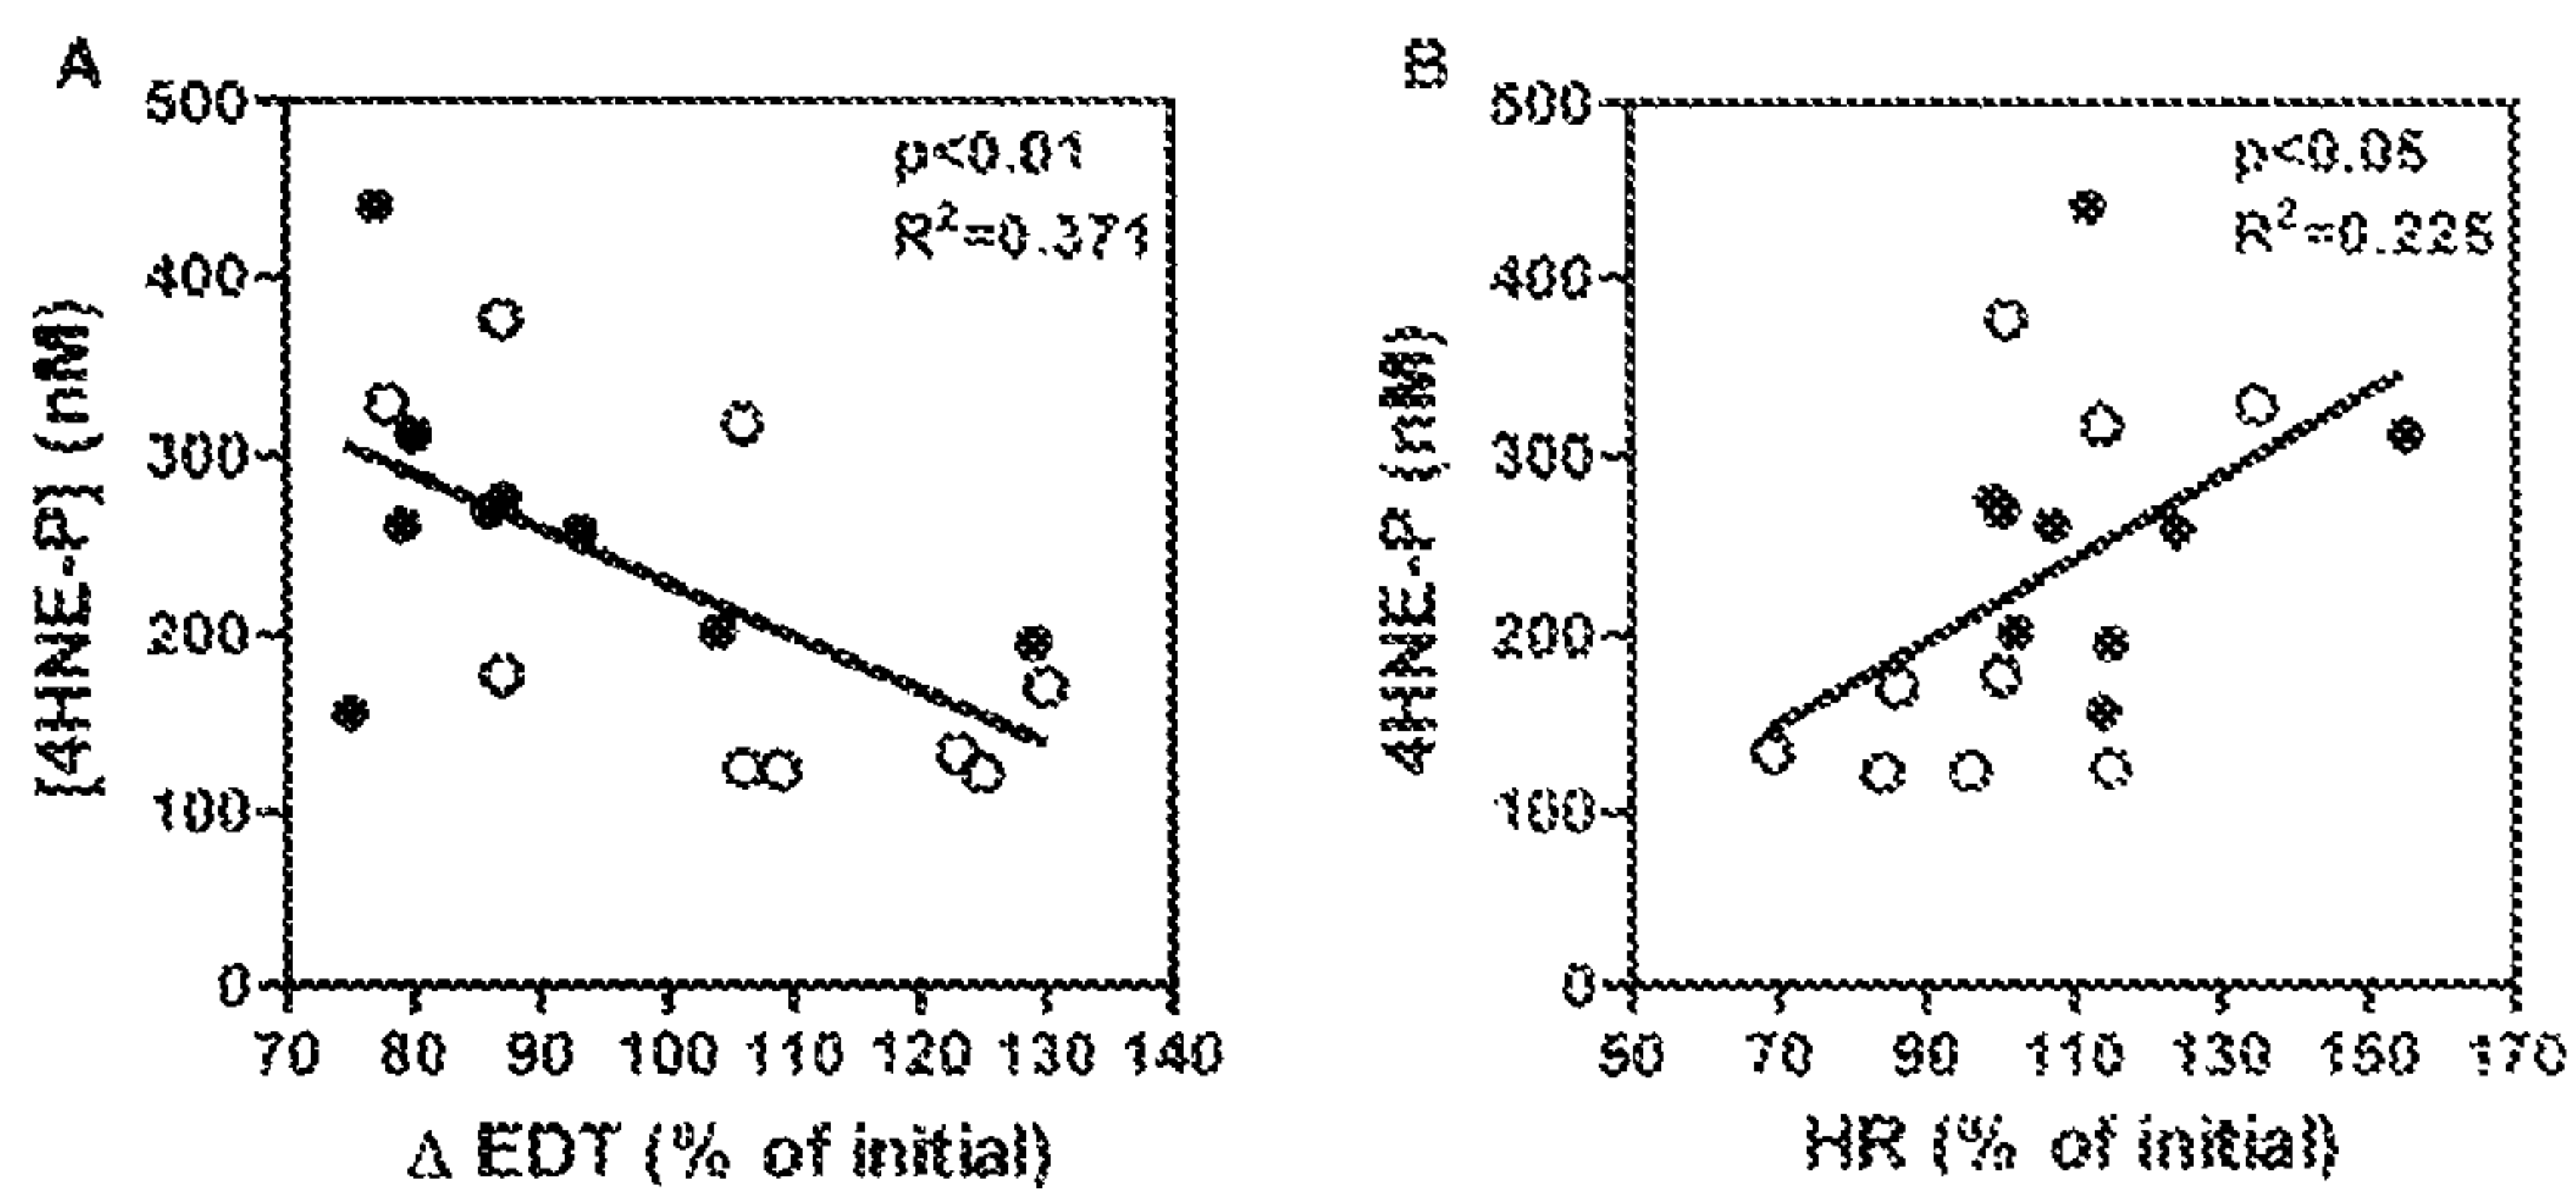 A
500
400
300
200
100
0
[4HNE-P] (nM)
p<0.01
R²=0.371
70 80 90 100 110 120 130 140
Δ EDT (% of initial)
B
500
400
300
200
100
0
4HNE-P (nM)
p<0.05
R²=0.225
50 70 90 110 130 150 170
HR (% of initial)